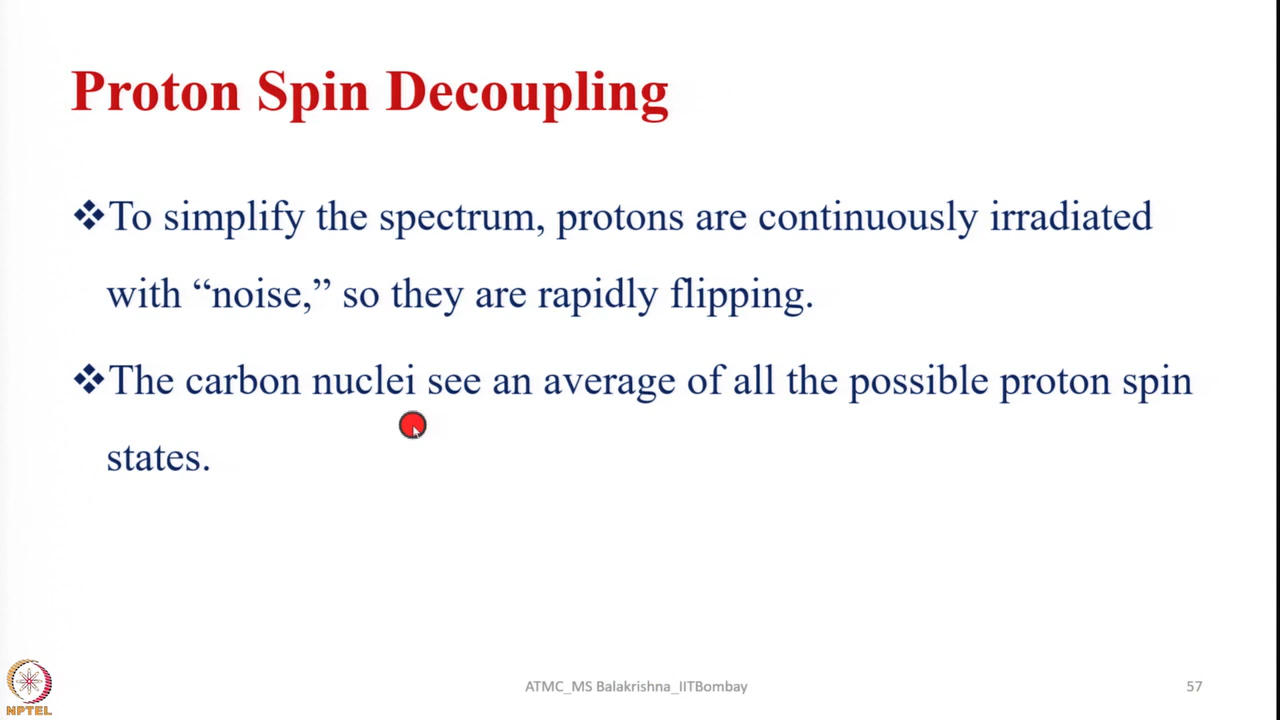 Proton Spin Decoupling
❖To simplify the spectrum, protons are continuously irradiated
with “noise,” so they are rapidly flipping.
❖The carbon nuclei see an average of all the possible proton spin
states.
NPTEL
ATMC_MS Balakrishna_IITBombay
57